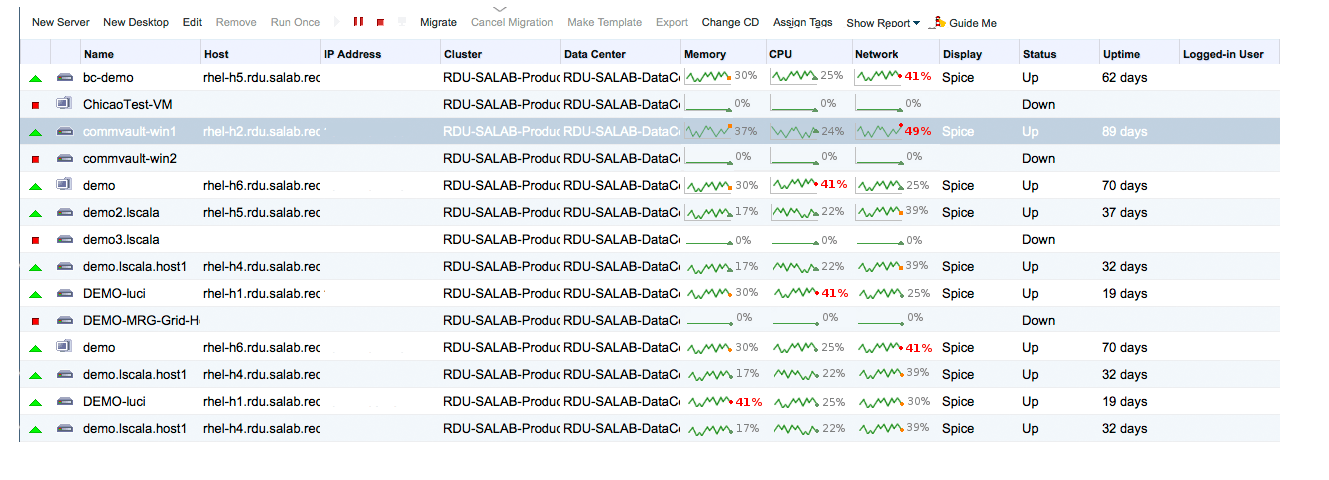 New Server New Desktop Edit Remove Run Once Migrate Cancel Migration Make Template Export Change CD Assign Tags Show Report Guide Me
Name Host IP Address Cluster Data Center Memory CPU Network Display Status Uptime Logged-in User
bc-demo rhel-h5.rdu.salab.rec RDU-SALAB-Produc RDU-SALAB-DataCe 30% 25% 41% Spice Up 62 days
ChicaoTest-VM RDU-SALAB-Produc RDU-SALAB-DataCe 0% 0% 0% Down
commvault-win1 rhel-h2.rdu.salab.rec RDU-SALAB-Produc RDU-SALAB-DataCe 37% 24% 49% Spice Up 89 days
commvault-win2 RDU-SALAB-Produc RDU-SALAB-DataCe 0% 0% 0% Down
demo rhel-h6.rdu.salab.rec RDU-SALAB-Produc RDU-SALAB-DataCe 30% 41% 25% Spice Up 70 days
demo2.lscala rhel-h5.rdu.salab.rec RDU-SALAB-Produc RDU-SALAB-DataCe 17% 22% 39% Spice Up 37 days
demo3.lscala RDU-SALAB-Produc RDU-SALAB-DataCe 0% 0% 0% Down
demo.lscala.host1 rhel-h4.rdu.salab.rec RDU-SALAB-Produc RDU-SALAB-DataCe 17% 22% 39% Spice Up 32 days
DEMO-luci rhel-h1.rdu.salab.rec RDU-SALAB-Produc RDU-SALAB-DataCe 30% 41% 25% Spice Up 19 days
DEMO-MRG-Grid-He RDU-SALAB-Produc RDU-SALAB-DataCe 0% 0% 0% Down
demo rhel-h6.rdu.salab.rec RDU-SALAB-Produc RDU-SALAB-DataCe 30% 25% 41% Spice Up 70 days
demo.lscala.host1 rhel-h4.rdu.salab.rec RDU-SALAB-Produc RDU-SALAB-DataCe 17% 22% 39% Spice Up 32 days
DEMO-luci rhel-h1.rdu.salab.rec RDU-SALAB-Produc RDU-SALAB-DataCe 41% 25% 30% Spice Up 19 days
demo.lscala.host1 rhel-h4.rdu.salab.rec RDU-SALAB-Produc RDU-SALAB-DataCe 17% 22% 39% Spice Up 32 days